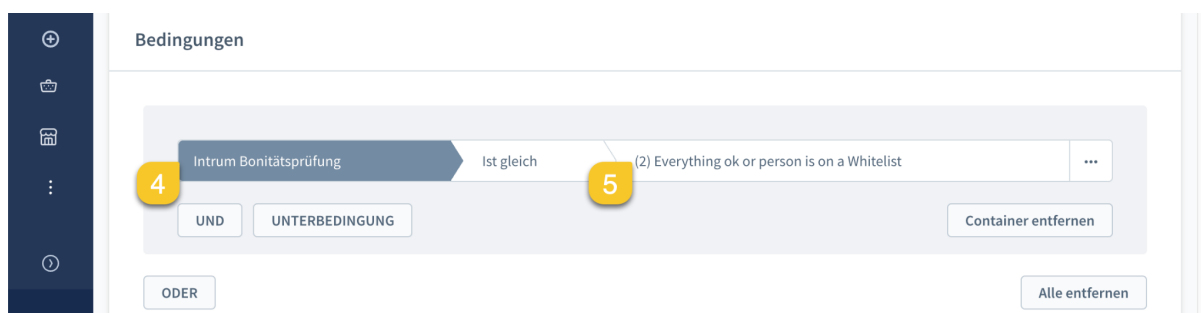 Bedingungen
Intrum Bonitätsprüfung Ist gleich (2) Everything ok or person is on a Whitelist ...
4 5
UND UNTERBEDINGUNG Container entfernen
ODER Alle entfernen